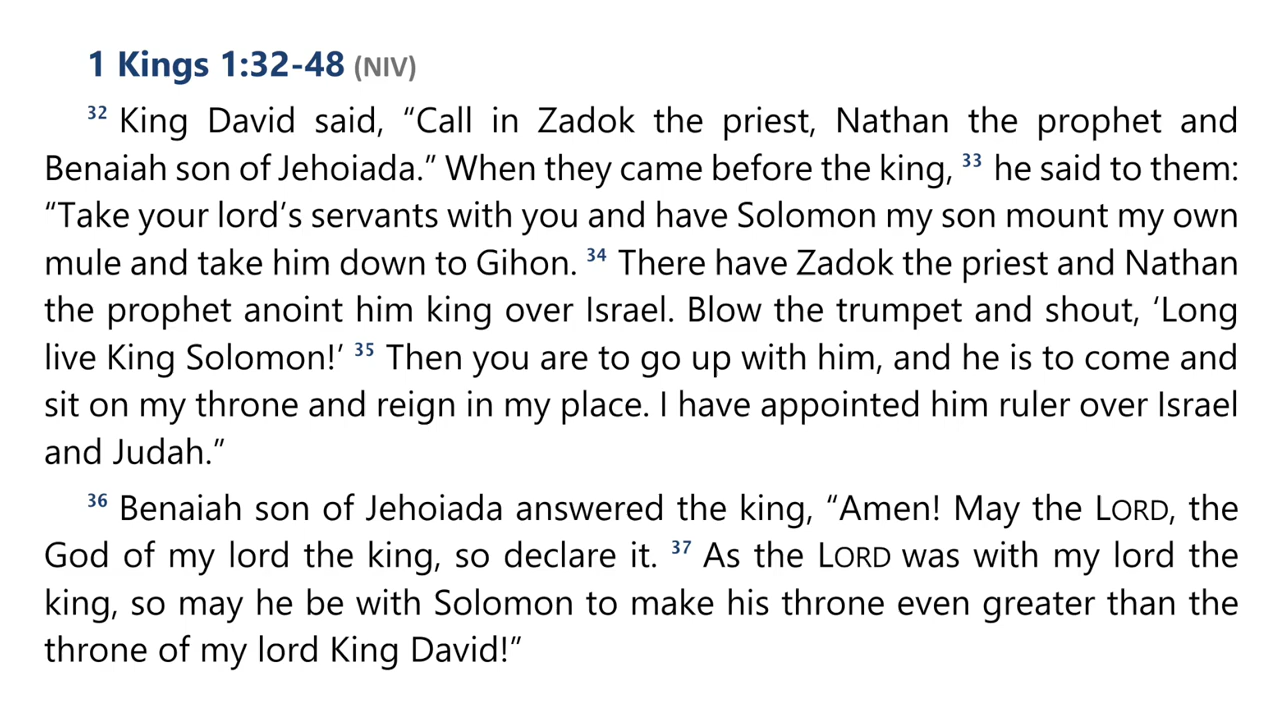 1 Kings 1:32-48 (NIV)
32 King David said, “Call in Zadok the priest, Nathan the prophet and
Benaiah son of Jehoiada.” When they came before the king, 33 he said to them:
“Take your lord’s servants with you and have Solomon my son mount my own
mule and take him down to Gihon. 34 There have Zadok the priest and Nathan
the prophet anoint him king over Israel. Blow the trumpet and shout, ‘Long
live King Solomon!’ 35 Then you are to go up with him, and he is to come and
sit on my throne and reign in my place. I have appointed him ruler over Israel
and Judah.”
36 Benaiah son of Jehoiada answered the king, “Amen! May the LORD, the
God of my lord the king, so declare it. 37 As the LORD was with my lord the
king, so may he be with Solomon to make his throne even greater than the
throne of my lord King David!”